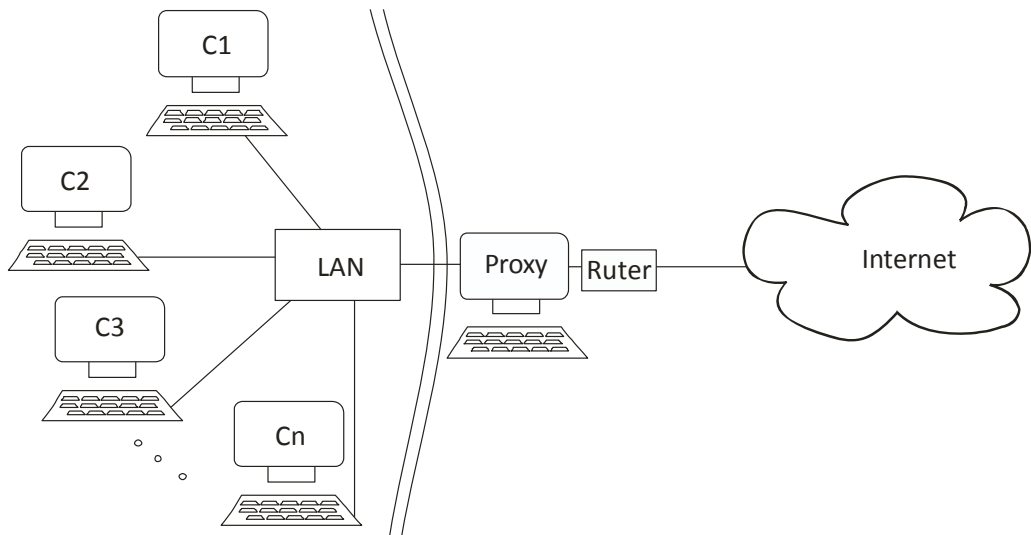 C1
C2
C3
Cn
LAN
Proxy
Ruter
Internet